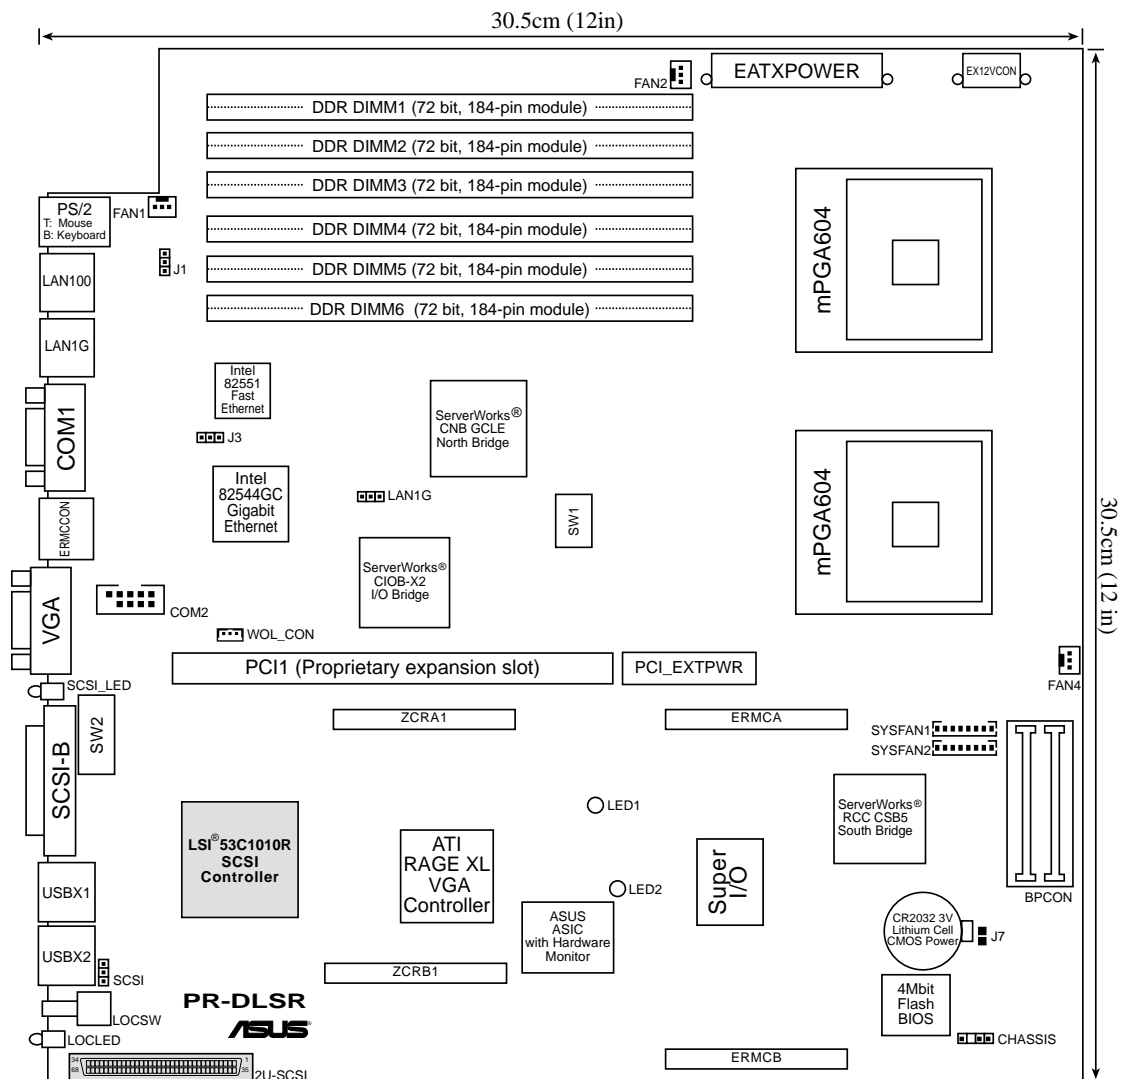 30.5cm (12in)
FAN2
EATXPOWER
EX12VCON
DDR DIMM1 (72 bit, 184-pin module)
DDR DIMM2 (72 bit, 184-pin module)
DDR DIMM3 (72 bit, 184-pin module)
DDR DIMM4 (72 bit, 184-pin module)
DDR DIMM5 (72 bit, 184-pin module)
DDR DIMM6 (72 bit, 184-pin module)
PS/2
T: Mouse
B: Keyboard
FAN1
J1
LAN100
LAN1G
mPGA604
Intel
82551
Fast
Ethernet
COM1
J3
ServerWorks®
CNB GCLE
North Bridge
Intel
82544GC
Gigabit
Ethernet
LAN1G
SW1
mPGA604
30.5cm (12 in)
ERMCCON
ServerWorks®
CIOB-X2
I/O Bridge
VGA
COM2
WOL_CON
PCI1 (Proprietary expansion slot)
PCI_EXTPWR
FAN4
SCSI_LED
SW2
ZCRA1
ERMCA
SYSFAN1
SYSFAN2
SCSI-B
LED1
ServerWorks®
RCC CSB5
South Bridge
LSI®53C1010R
SCSI
Controller
ATI
RAGE XL
VGA
Controller
Super
I/O
LED2
BPCON
USBX1
ASUS
ASIC
with Hardware
Monitor
CR2032 3V
Lithium Cell
CMOS Power
J7
USBX2
SCSI
ZCRB1
4Mbit
Flash
BIOS
PR-DLSR
ASUS®
LOCSW
LOCLED
CHASSIS
34
1
68
35
2U-SCSI
ERMCB